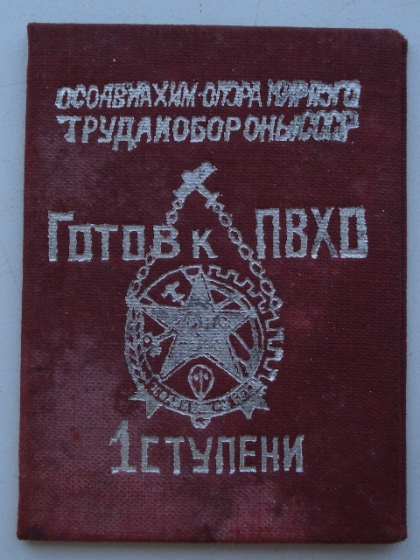 ОСОАВИАХИМ-ОПОРА МИРНОГО
ТРУДА И ОБОРОНЫ СССР
ГОТОВ К ПВХО
1 СТУПЕНИ